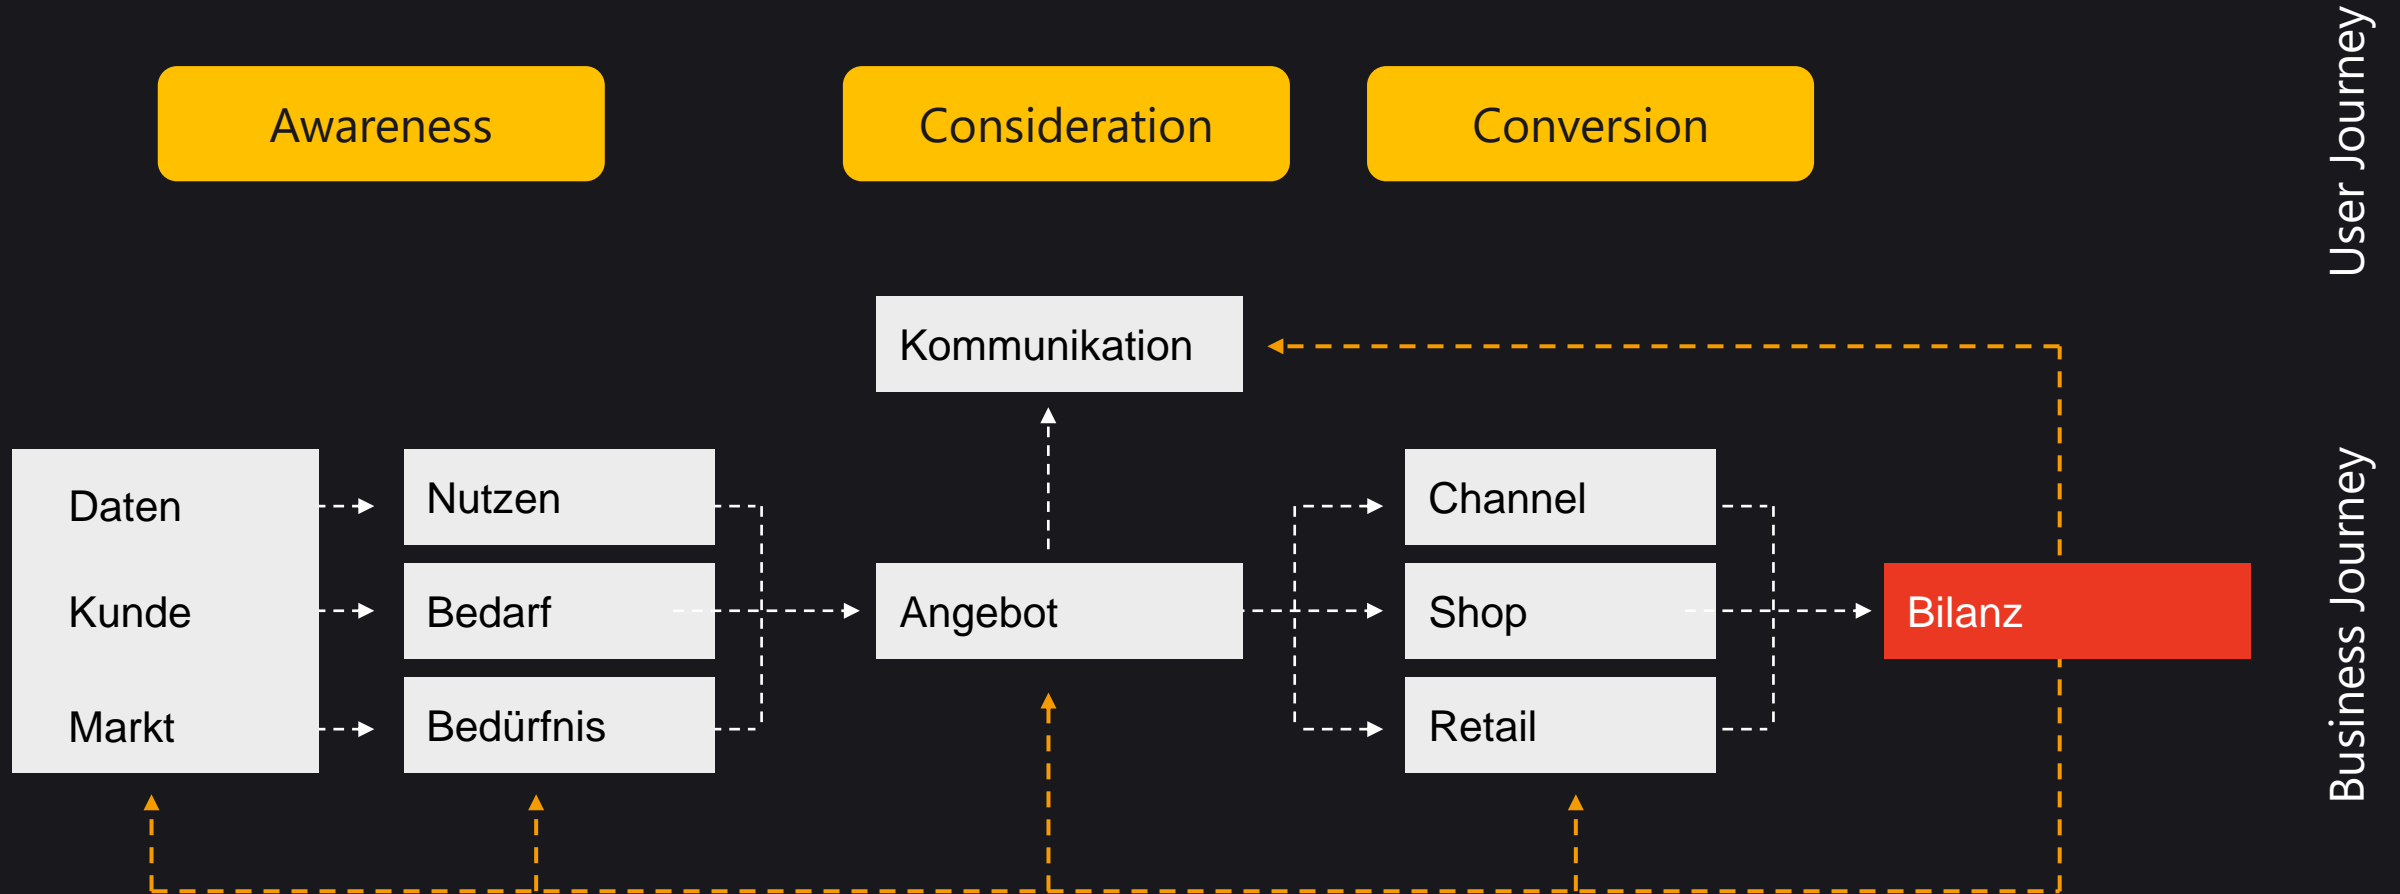 Awareness
Consideration
Conversion
User Journey
Kommunikation
Daten
Kunde
Markt
Nutzen
Bedarf
Bedürfnis
Angebot
Channel
Shop
Retail
Bilanz
Business Journey